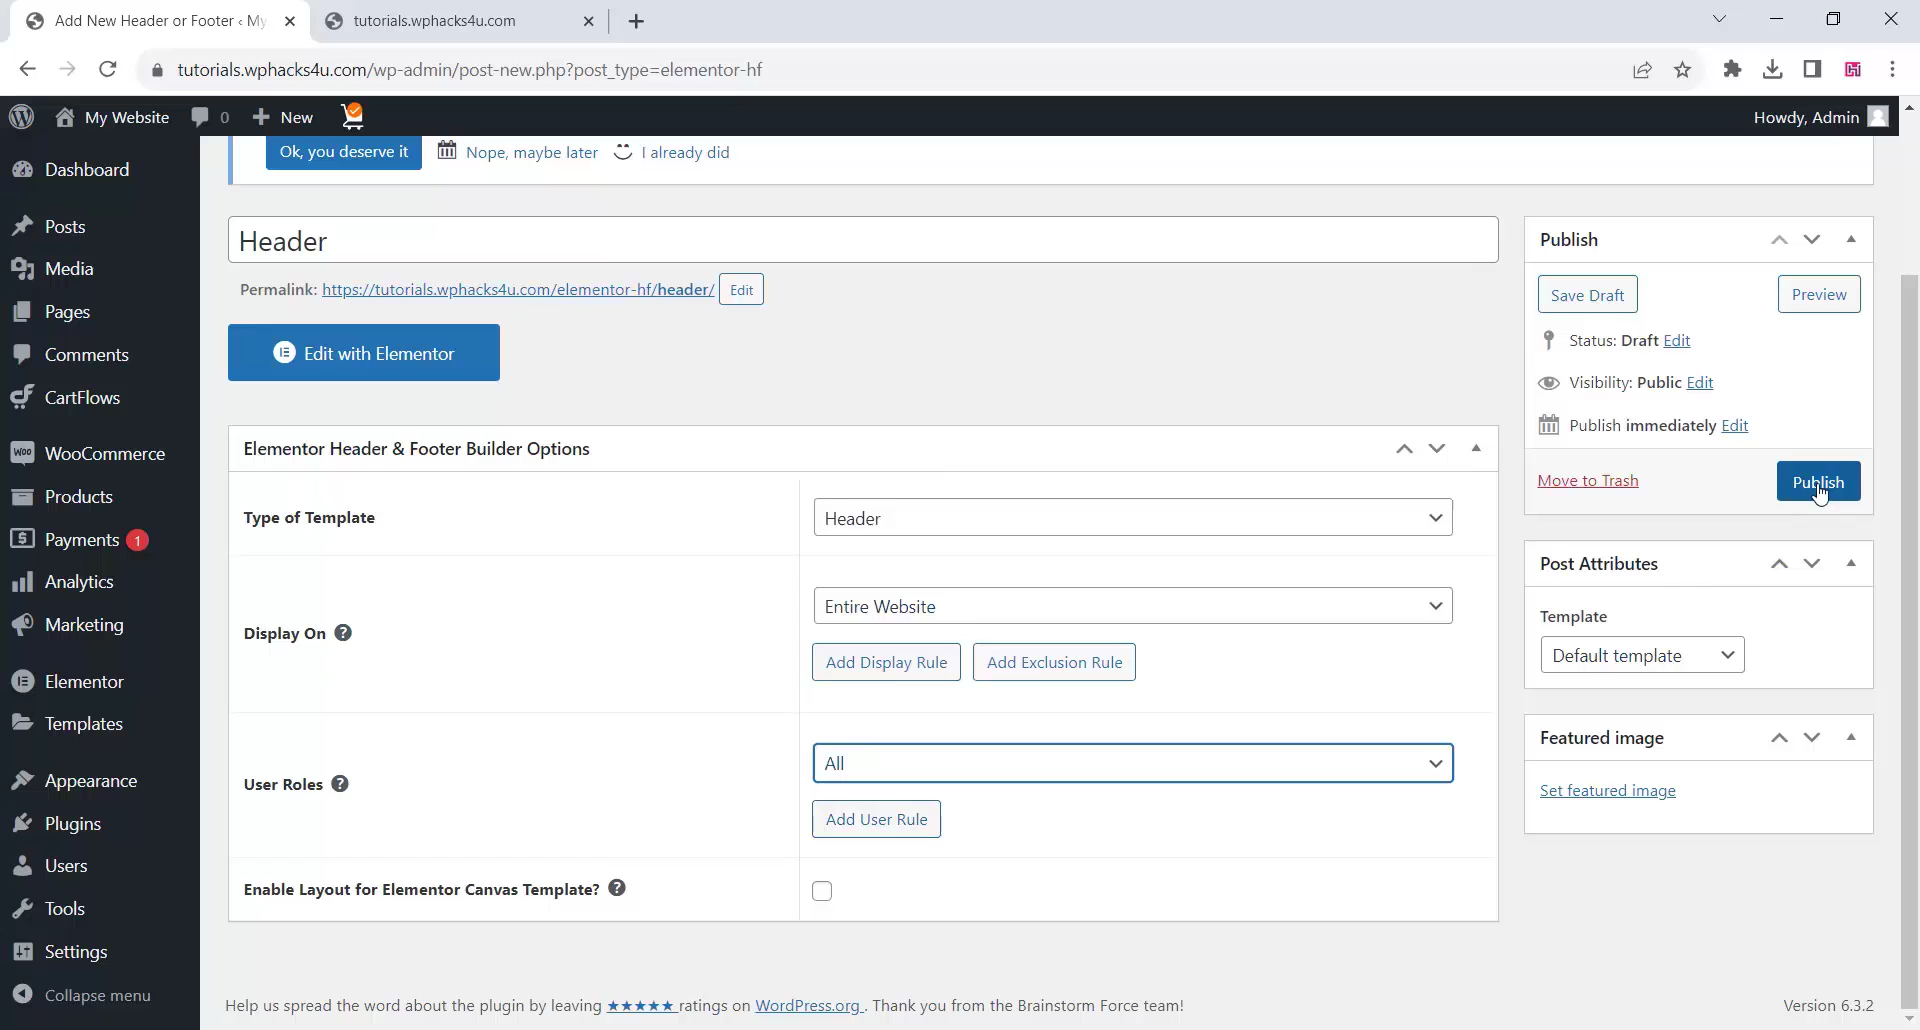 Add New Header or Footer ‹ My
tutorials.wphacks4u.com
tutorials.wphacks4u.com/wp-admin/post-new.php?post_type=elementor-hf
My Website
0
New
Howdy, Admin
Ok, you deserve it
Nope, maybe later
I already did
Dashboard
Posts
Media
Pages
Comments
CartFlows
WooCommerce
Products
Payments 1
Analytics
Marketing
Elementor
Templates
Appearance
Plugins
Users
Tools
Settings
Collapse menu
Header
Permalink: https://tutorials.wphacks4u.com/elementor-hf/header/ Edit
Edit with Elementor
Elementor Header & Footer Builder Options
Type of Template
Header
Display On ?
Entire Website
Add Display Rule
Add Exclusion Rule
User Roles ?
All
Add User Rule
Enable Layout for Elementor Canvas Template? ?
Publish
Save Draft
Preview
Status: Draft Edit
Visibility: Public Edit
Publish immediately Edit
Move to Trash
Publish
Post Attributes
Template
Default template
Featured image
Set featured image
Help us spread the word about the plugin by leaving ★★★★★ ratings on WordPress.org . Thank you from the Brainstorm Force team!
Version 6.3.2